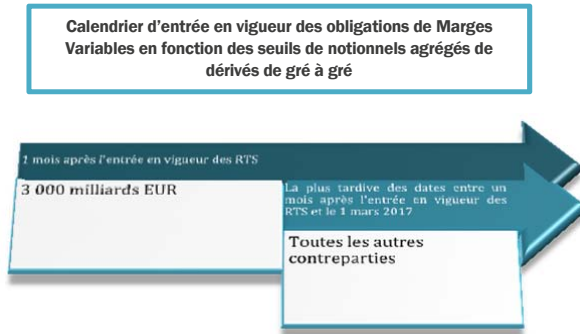 Calendrier d'entrée en vigueur des obligations de Marges
Variables en fonction des seuils de notionnels agrégés de
dérivés de gré à gré
1 mois après l'entrée en vigueur des RTS
3 000 milliards EUR
La plus tardive des dates entre un
mois après l'entrée en vigueur des
RTS et le 1 mars 2017
Toutes les autres
contreparties